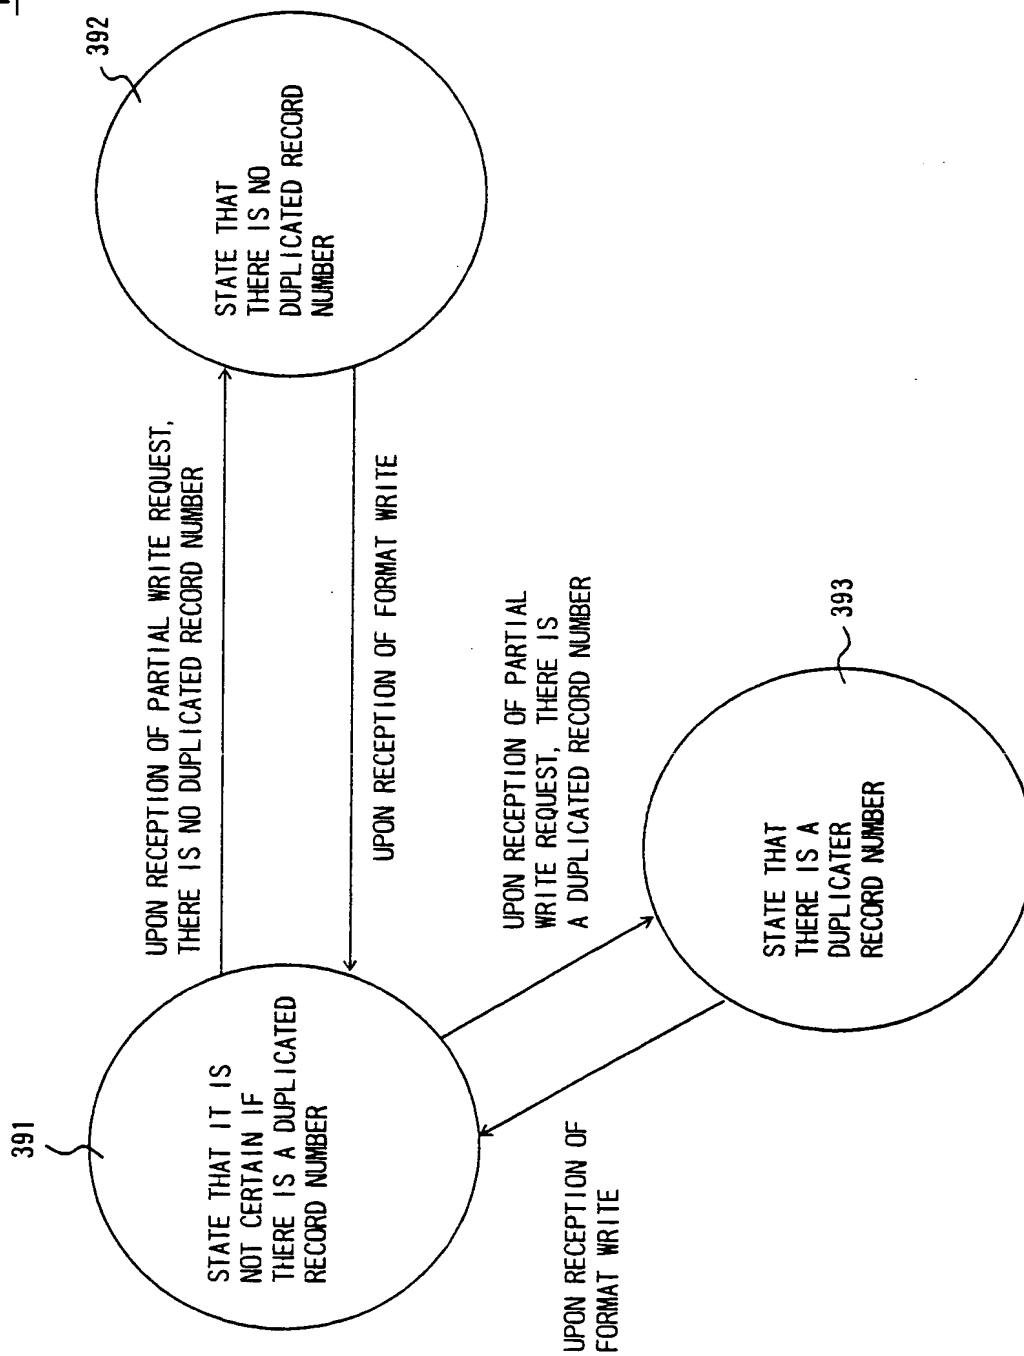 391
STATE THAT IT IS
NOT CERTAIN IF
THERE IS A DUPLICATED
RECORD NUMBER
UPON RECEPTION OF PARTIAL WRITE REQUEST,
THERE IS NO DUPLICATED RECORD NUMBER
UPON RECEPTION OF FORMAT WRITE
392
STATE THAT
THERE IS NO
DUPLICATED RECORD
NUMBER
UPON RECEPTION OF PARTIAL
WRITE REQUEST, THERE IS
A DUPLICATED RECORD NUMBER
UPON RECEPTION OF
FORMAT WRITE
393
STATE THAT
THERE IS A
DUPLICATER
RECORD NUMBER